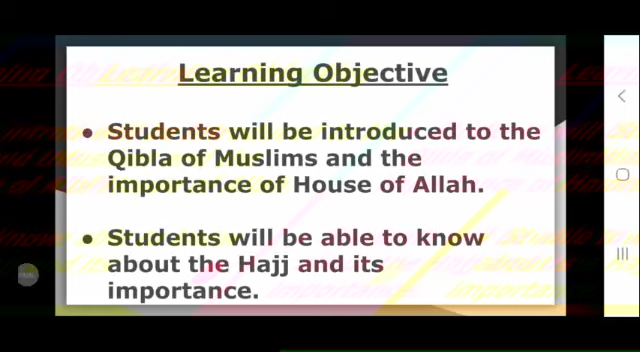 Learning Objective
• Students will be introduced to the
Qibla of Muslims and the
importance of House of Allah.
• Students will be able to know
about the Hajj and its
importance.